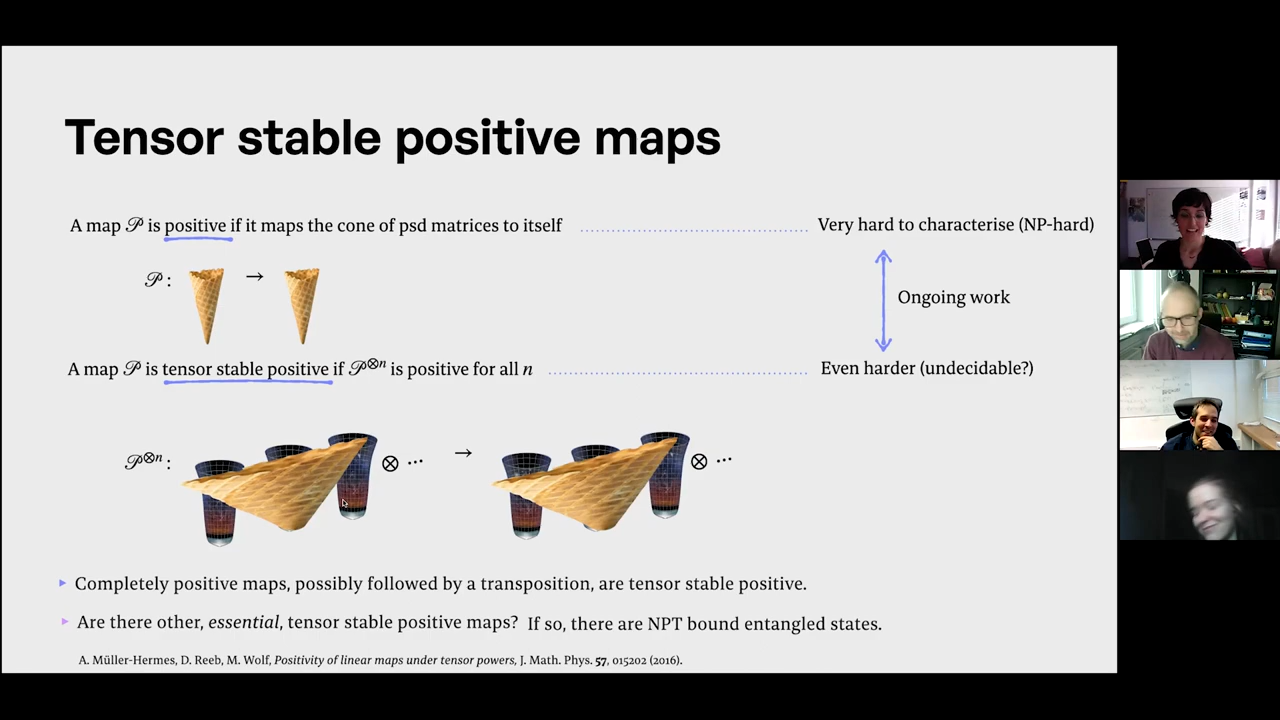 Tensor stable positive maps
A map 𝒫 is positive if it maps the cone of psd matrices to itself
Very hard to characterise (NP-hard)
𝒫 : →
Ongoing work
A map 𝒫 is tensor stable positive if 𝒫⊗n is positive for all n
Even harder (undecidable?)
𝒫⊗n : ⊗ ··· → ⊗ ···
Completely positive maps, possibly followed by a transposition, are tensor stable positive.
Are there other, essential, tensor stable positive maps? If so, there are NPT bound entangled states.
A. Müller-Hermes, D. Reeb, M. Wolf, Positivity of linear maps under tensor powers, J. Math. Phys. 57, 015202 (2016).